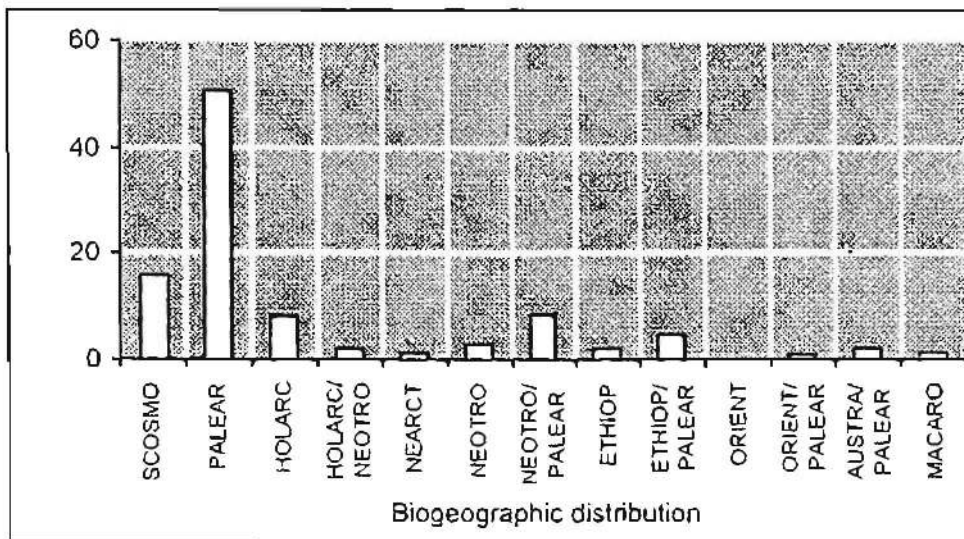 60
40
20
0
SCOSMO
PALEAR
HOLARC
HOLARC/
NEOTRO
NEARCT
NEOTRO
NEOTRO/
PALEAR
ETHIOP
ETHIOP/
PALEAR
ORIENT
ORIENT/
PALEAR
AUSTRA/
PALEAR
MACARO
Biogeographic distribution